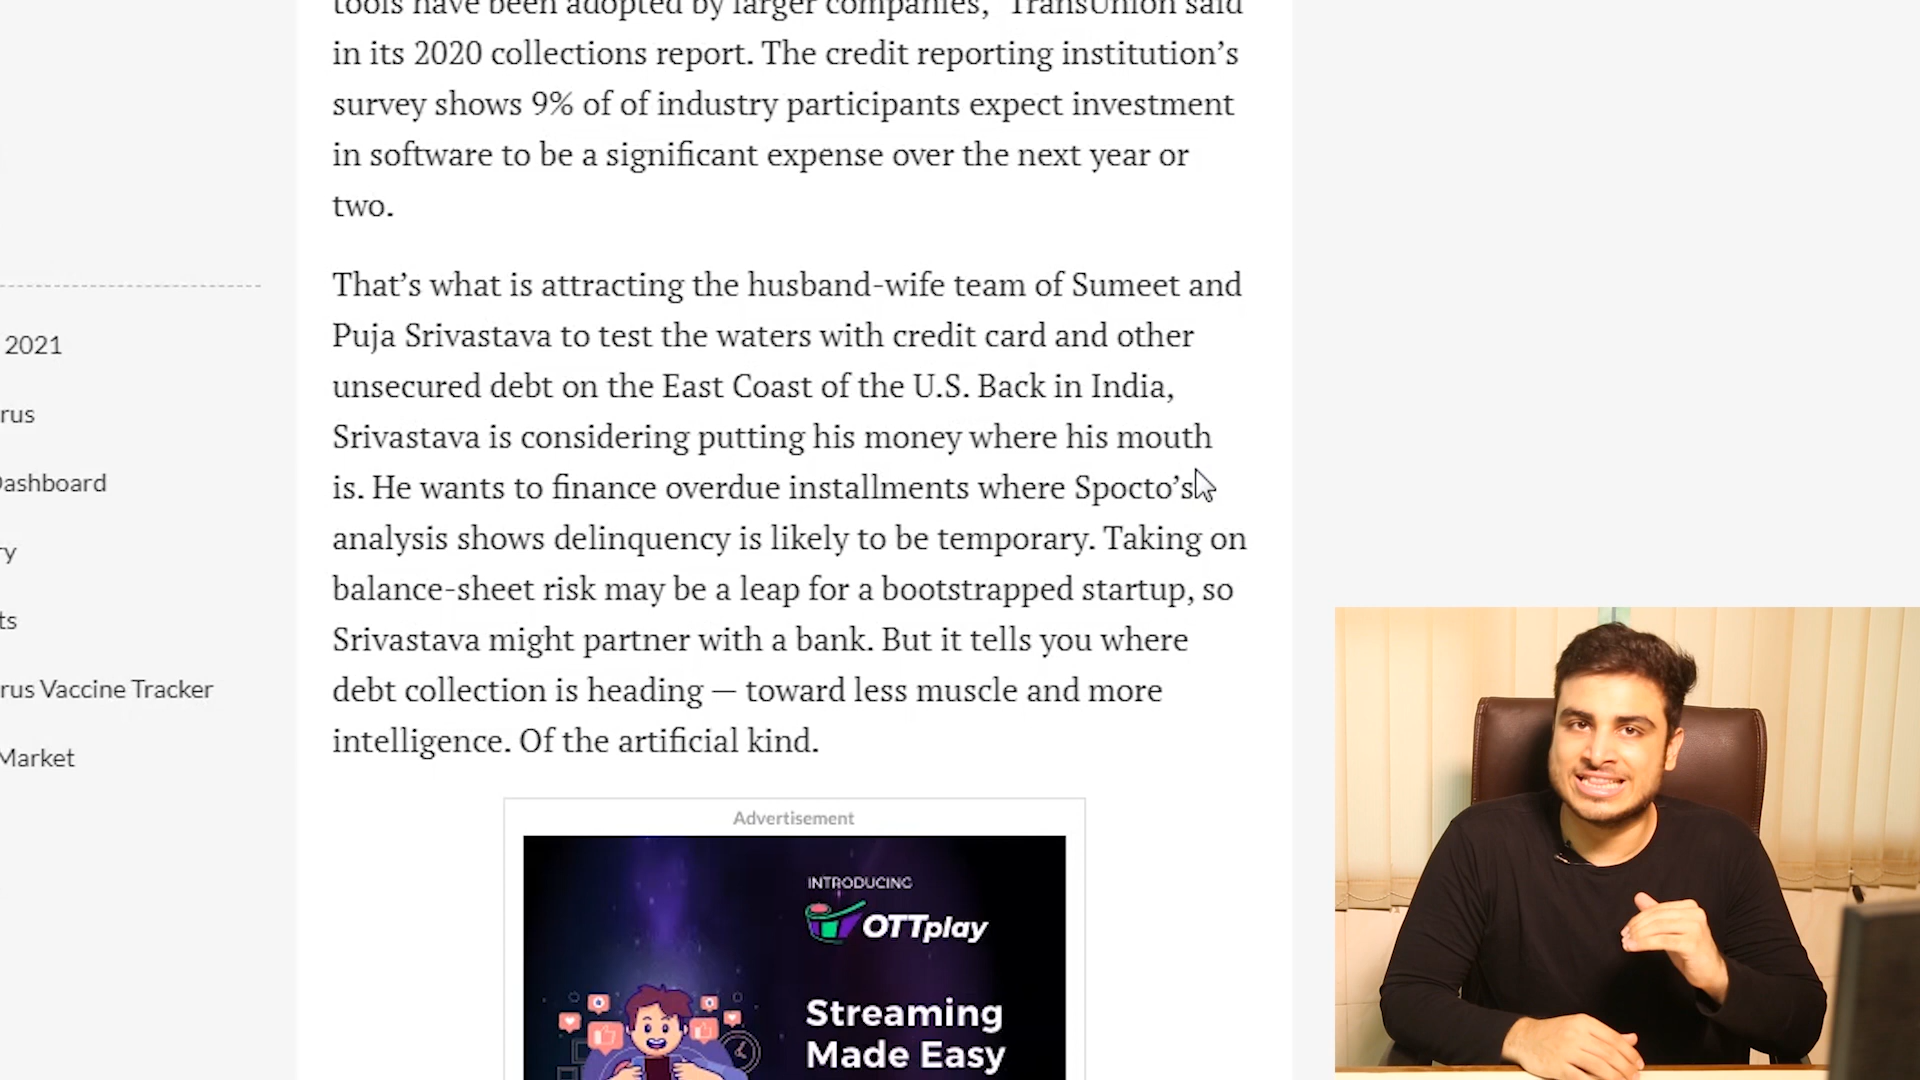 tools have been adopted by larger companies,” TransUnion said
in its 2020 collections report. The credit reporting institution’s
survey shows 9% of of industry participants expect investment
in software to be a significant expense over the next year or
two.
That’s what is attracting the husband-wife team of Sumeet and
Puja Srivastava to test the waters with credit card and other
unsecured debt on the East Coast of the U.S. Back in India,
Srivastava is considering putting his money where his mouth
is. He wants to finance overdue installments where Spocto’s
analysis shows delinquency is likely to be temporary. Taking on
balance-sheet risk may be a leap for a bootstrapped startup, so
Srivastava might partner with a bank. But it tells you where
debt collection is heading — toward less muscle and more
intelligence. Of the artificial kind.
2021
rus
Dashboard
ry
ts
rus Vaccine Tracker
Market
Advertisement
INTRODUCING
OTTplay
Streaming
Made Easy